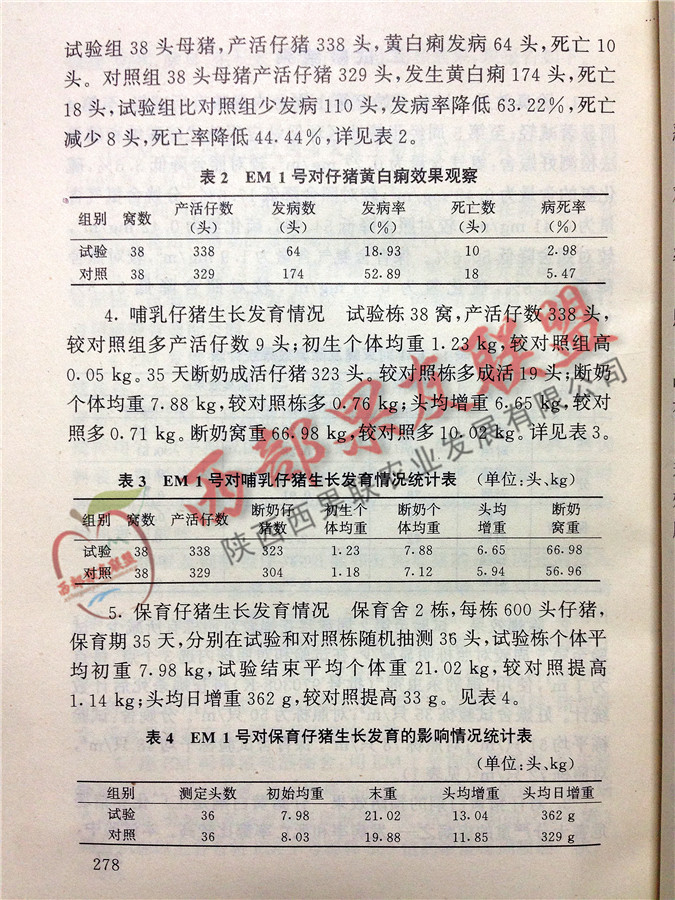 试验组 38 头母猪,产活仔猪 338 头,黄白痢发病 64 头,死亡 10
头。对照组 38 头母猪产活仔猪 329 头,发生黄白痢 174 头,死亡
18 头,试验组比对照组少发病 110 头,发病率降低 63.22%,死亡
减少 8 头,死亡率降低 44.44%,详见表 2。
表 2 EM 1 号对仔猪黄白痢效果观察
组别 窝数 产活仔数(头) 发病数(头) 发病率(%) 死亡数(头) 病死率(%)
试验 38 338 64 18.93 10 2.98
对照 38 329 174 52.89 18 5.47
4. 哺乳仔猪生长发育情况 试验栋 38 窝,产活仔数 338 头,
较对照组多产活仔数 9 头;初生个体均重 1.23 kg,较对照组高
0.05 kg。35 天断奶成活仔猪 323 头。较对照栋多成活 19 头;断奶
个体均重 7.88 kg,较对照栋多 0.76 kg;头均增重 6.65 kg,较对
照多 0.71 kg。断奶窝重 66.98 kg,较对照多 10.02 kg。详见表 3。
表 3 EM 1 号对哺乳仔猪生长发育情况统计表 (单位:头、kg)
组别 窝数 产活仔数 断奶仔猪数 初生个体均重 断奶个体均重 头均增重 断奶窝重
试验 38 338 323 1.23 7.88 6.65 66.98
对照 38 329 304 1.18 7.12 5.94 56.96
5. 保育仔猪生长发育情况 保育舍 2 栋,每栋 600 头仔猪,
保育期 35 天,分别在试验和对照栋随机抽测 36 头,试验栋个体平
均初重 7.98 kg,试验结束平均个体重 21.02 kg,较对照提高
1.14 kg;头均日增重 362 g,较对照提高 33 g。见表 4。
表 4 EM 1 号对保育仔猪生长发育的影响情况统计表
(单位:头、kg)
组别 测定头数 初始均重 末重 头均增重 头均日增重
试验 36 7.98 21.02 13.04 362 g
对照 36 8.03 19.88 11.85 329 g
278
西部果友联盟
陕西西果联农业发展有限公司
西部果友联盟